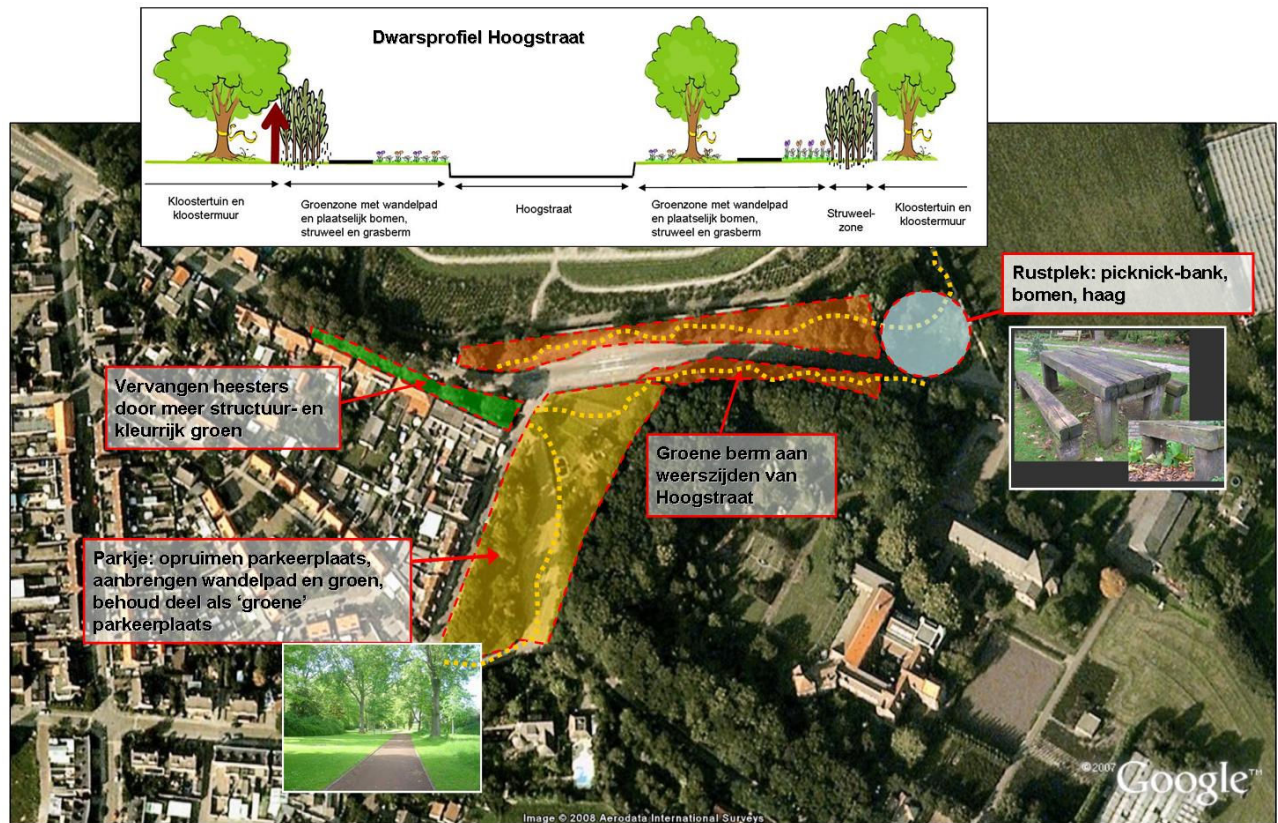 Dwarsprofiel Hoogstraat
Kloostertuin en
kloostermuur
Groenzone met wandelpad
en plaatselijk bomen,
struweel en grasberm
Hoogstraat
Groenzone met wandelpad
en plaatselijk bomen,
struweel en grasberm
Struweel-
zone
Kloostertuin en
kloostermuur
Rustplek: picknick-bank,
bomen, haag
Vervangen heesters
door meer structuur- en
kleurrijk groen
Groene berm aan
weerszijden van
Hoogstraat
Parkje: opruimen parkeerplaats,
aanbrengen wandelpad en groen,
behoud deel als ‘groene’
parkeerplaats
©2007 Google™
Image © 2008 Aerodata International Surveys